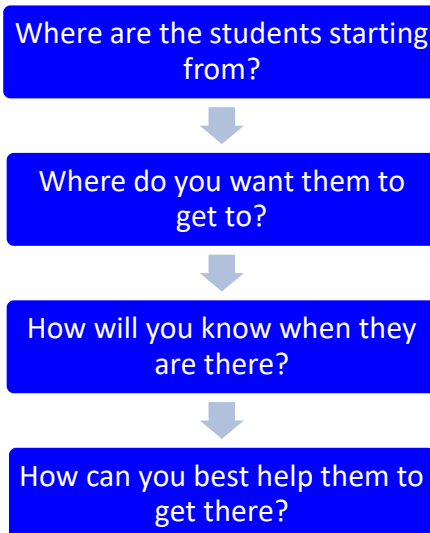 Where are the students starting
from?
Where do you want them to
get to?
How will you know when they
are there?
How can you best help them to
get there?